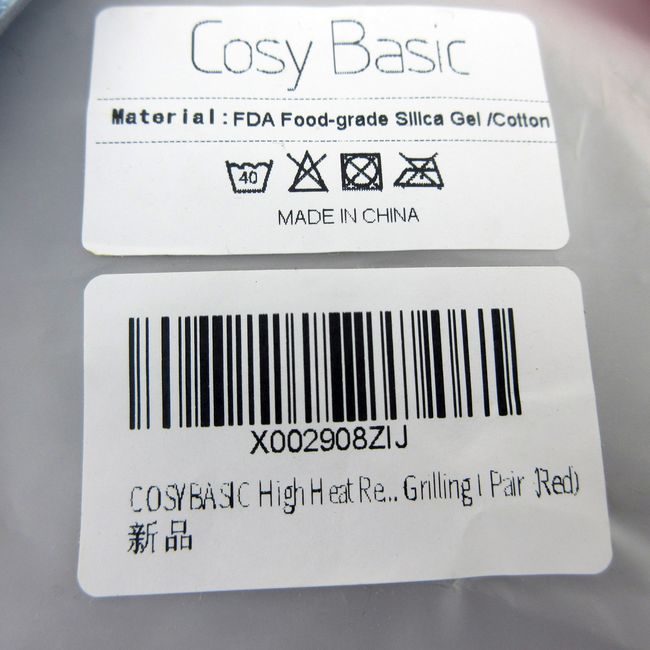 Cosy Basic
Material:FDA Food-grade Silica Gel /Cotton
40
MADE IN CHINA
X002908ZIJ
COSYBASIC High Heat Re... Grilling 1 Pair (Red)
新品